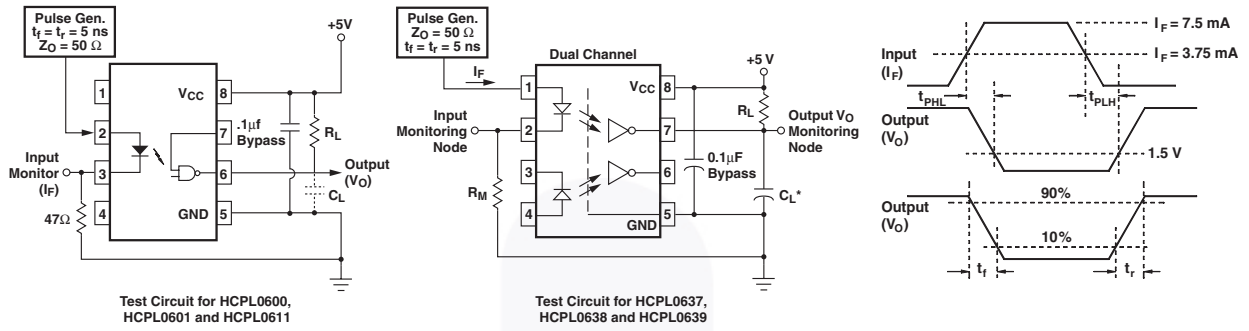 Pulse Gen.
tf = tr = 5 ns
ZO = 50 Ω
+5V
1
VCC
8
2
7
.1µf
Bypass
RL
Input
Monitor
(IF)
3
6
Output
(VO)
CL
47Ω
4
GND
5
Test Circuit for HCPL0600,
HCPL0601 and HCPL0611
Pulse Gen.
ZO = 50 Ω
tf = tr = 5 ns
Dual Channel
IF
+5 V
1
VCC
8
RL
Input
Monitoring
Node
2
7
Output VO
Monitoring
Node
3
6
0.1µF
Bypass
RM
CL*
4
GND
5
Test Circuit for HCPL0637,
HCPL0638 and HCPL0639
IF = 7.5 mA
Input
(IF)
IF = 3.75 mA
tPHL
tPLH
Output
(VO)
1.5 V
Output
(VO)
90%
10%
tf
tr